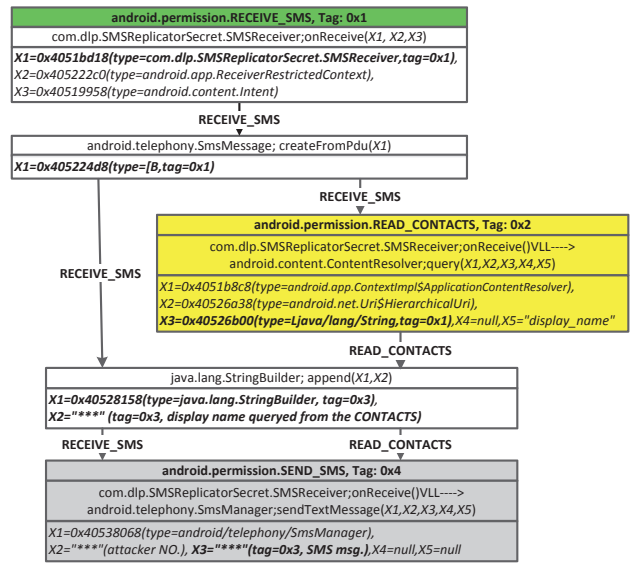 android.permission.RECEIVE_SMS, Tag: 0x1
com.dlp.SMSReplicatorSecret.SMSReceiver;onReceive(X1, X2,X3)
X1=0x4051bd18(type=com.dlp.SMSReplicatorSecret.SMSReceiver,tag=0x1),
X2=0x405222c0(type=android.app.ReceiverRestrictedContext),
X3=0x40519958(type=android.content.Intent)
RECEIVE_SMS
android.telephony.SmsMessage; createFromPdu(X1)
X1=0x405224d8(type=[B,tag=0x1)
RECEIVE_SMS
android.permission.READ_CONTACTS, Tag: 0x2
com.dlp.SMSReplicatorSecret.SMSReceiver;onReceive()VLL---->
android.content.ContentResolver;query(X1,X2,X3,X4,X5)
X1=0x4051b8c8(type=android.app.ContextImpl$ApplicationContentResolver),
X2=0x40526a38(type=android.net.Uri$HierarchicalUri),
X3=0x40526b00(type=Ljava/lang/String,tag=0x1),X4=null,X5="display_name"
RECEIVE_SMS
READ_CONTACTS
java.lang.StringBuilder; append(X1,X2)
X1=0x40528158(type=java.lang.StringBuilder, tag=0x3),
X2="***" (tag=0x3, display name queryed from the CONTACTS)
RECEIVE_SMS READ_CONTACTS
android.permission.SEND_SMS, Tag: 0x4
com.dlp.SMSReplicatorSecret.SMSReceiver;onReceive()VLL---->
android.telephony.SmsManager;sendTextMessage(X1,X2,X3,X4,X5)
X1=0x40538068(type=android/telephony/SmsManager),
X2="***"(attacker NO.), X3="***"(tag=0x3, SMS msg.),X4=null,X5=null